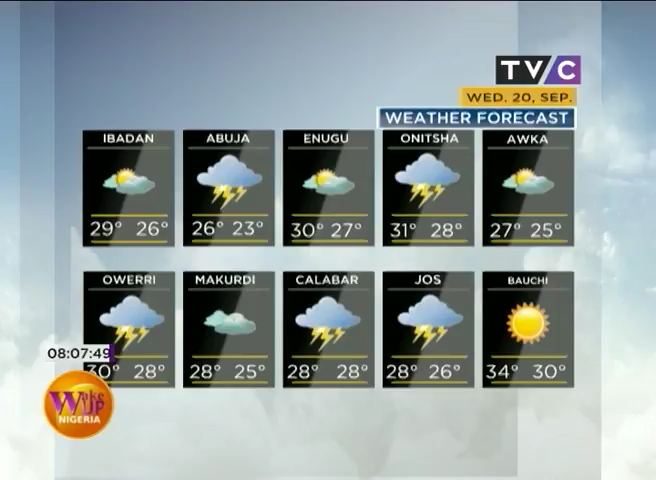 TVC
WED. 20, SEP.
WEATHER FORECAST
IBADAN ABUJA ENUGU ONITSHA AWKA
29° 26° 26° 23° 30° 27° 31° 28° 27° 25°
OWERRI MAKURDI CALABAR JOS BAUCHI
30° 28° 28° 25° 28° 28° 28° 26° 34° 30°
08:07:49
Wake
UP
NIGERIA